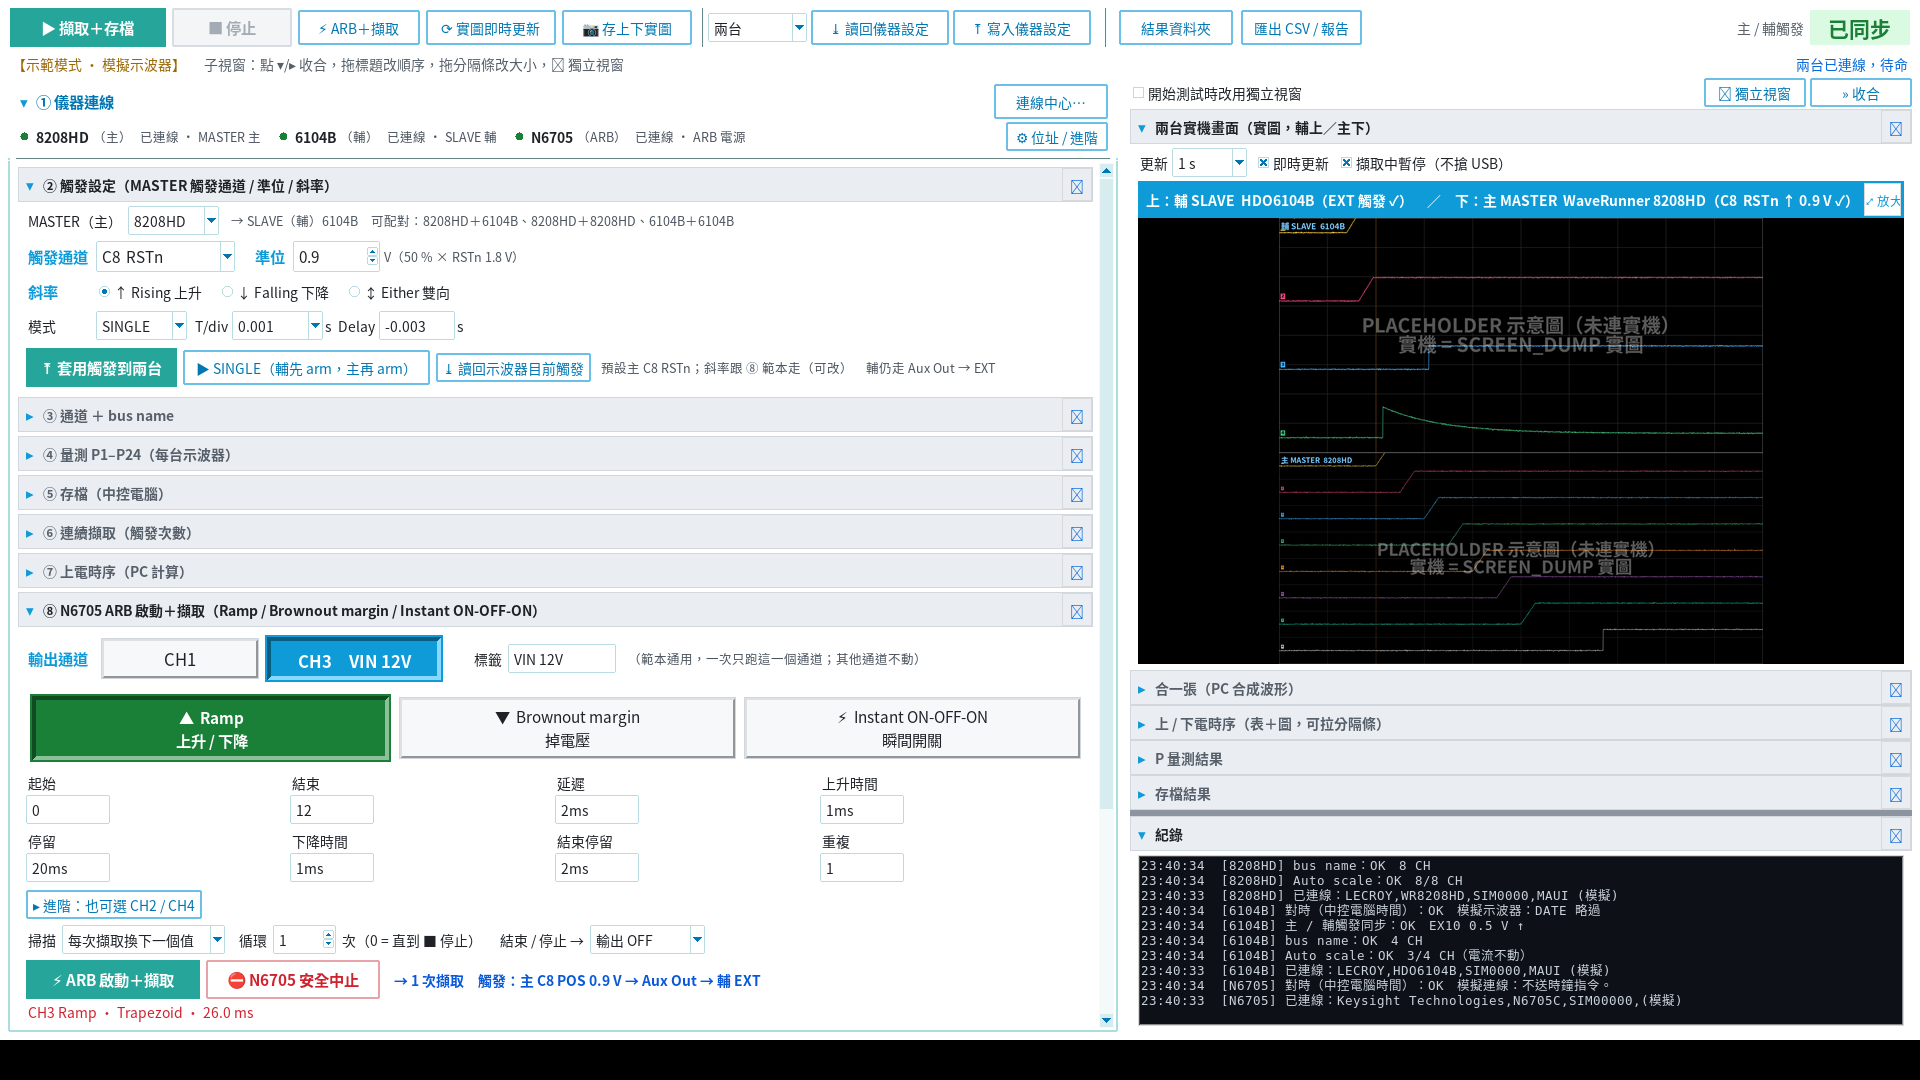 ▶ 擷取＋存檔
■ 停止
⚡ ARB＋擷取
⟳ 實圖即時更新
📷 存上下實圖
兩台
⤓ 讀回儀器設定
⤒ 寫入儀器設定
結果資料夾
匯出 CSV / 報告
主 / 輔觸發
已同步
【示範模式 · 模擬示波器】 子視窗：點 ▾/▸ 收合，拖標題改順序，拖分隔條改大小， 獨立視窗
兩台已連線，待命
▼ ① 儀器連線
連線中心…
● 8208HD （主） 已連線 · MASTER 主 ● 6104B （輔） 已連線 · SLAVE 輔 ● N6705 （ARB） 已連線 · ARB 電源
⚙ 位址 / 進階
▼ ② 觸發設定（MASTER 觸發通道 / 準位 / 斜率）
MASTER（主） 8208HD → SLAVE（輔）6104B 可配對：8208HD＋6104B、8208HD＋8208HD、6104B＋6104B
觸發通道 C8 RSTn 準位 0.9 V（50 % × RSTn 1.8 V）
斜率 ↑ Rising 上升 ↓ Falling 下降 ↕ Either 雙向
模式 SINGLE T/div 0.001 s Delay -0.003 s
⤒ 套用觸發到兩台
▶ SINGLE（輔先 arm，主再 arm）
⤓ 讀回示波器目前觸發
預設主 C8 RSTn；斜率跟 ⑧ 範本走（可改） 輔仍走 Aux Out → EXT
▸ ③ 通道 ＋ bus name
▸ ④ 量測 P1–P24（每台示波器）
▸ ⑤ 存檔（中控電腦）
▸ ⑥ 連續擷取（觸發次數）
▸ ⑦ 上電時序（PC 計算）
▼ ⑧ N6705 ARB 啟動＋擷取（Ramp / Brownout margin / Instant ON-OFF-ON）
輸出通道 CH1 CH3 VIN 12V 標籤 VIN 12V （範本通用，一次只跑這一個通道；其他通道不動）
▲ Ramp
上升 / 下降
▼ Brownout margin
掉電壓
⚡ Instant ON-OFF-ON
瞬間開關
起始 結束 延遲 上升時間
0 12 2ms 1ms
停留 下降時間 結束停留 重複
20ms 1ms 2ms 1
▸ 進階：也可選 CH2 / CH4
掃描 每次擷取換下一個值 循環 1 次（0 = 直到 ■ 停止） 結束 / 停止 → 輸出 OFF
⚡ ARB 啟動＋擷取
⛔ N6705 安全中止
→ 1 次擷取 觸發：主 C8 POS 0.9 V → Aux Out → 輔 EXT
CH3 Ramp · Trapezoid · 26.0 ms
開始測試時改用獨立視窗
獨立視窗
» 收合
▼ 兩台實機畫面（實圖，輔上／主下）
更新 1 s 即時更新 擷取中暫停（不搶 USB）
上：輔 SLAVE HDO6104B（EXT 觸發 ✓） ／ 下：主 MASTER WaveRunner 8208HD（C8 RSTn ↑ 0.9 V ✓）
⤢ 放大
輔 SLAVE 6104B
PLACEHOLDER 示意圖（未連實機）
實機 = SCREEN_DUMP 實圖
主 MASTER 8208HD
PLACEHOLDER 示意圖（未連實機）
實機 = SCREEN_DUMP 實圖
▸ 合一張（PC 合成波形）
▸ 上 / 下電時序（表＋圖，可拉分隔條）
▸ P 量測結果
▸ 存檔結果
▼ 紀錄
23:40:34 [8208HD] bus name：OK 8 CH
23:40:34 [8208HD] Auto scale：OK 8/8 CH
23:40:33 [8208HD] 已連線：LECROY,WR8208HD,SIM0000,MAUI (模擬)
23:40:34 [6104B] 對時（中控電腦時間）：OK 模擬示波器：DATE 略過
23:40:34 [6104B] 主 / 輔觸發同步：OK EX10 0.5 V ↑
23:40:34 [6104B] bus name：OK 4 CH
23:40:34 [6104B] Auto scale：OK 3/4 CH（電流不動）
23:40:33 [6104B] 已連線：LECROY,HDO6104B,SIM0000,MAUI (模擬)
23:40:34 [N6705] 對時（中控電腦時間）：OK 模擬連線：不送時鐘指令。
23:40:33 [N6705] 已連線：Keysight Technologies,N6705C,SIM00000,(模擬)